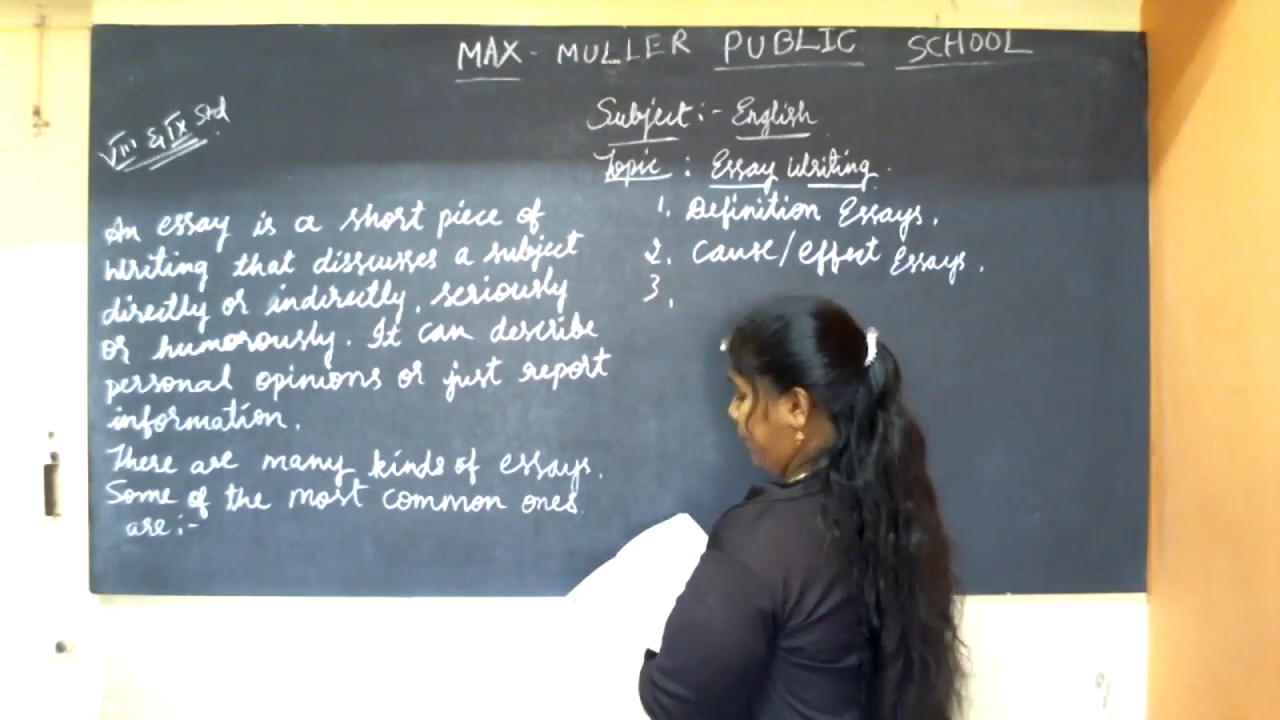 MAX - MULLER PUBLIC SCHOOL
VIII & IX Std
Subject :- English
Topic : Essay Writing.
An essay is a short piece of
writing that disscusses a subject
directly or indirectly, seriously
or humorously. It can describe
personal opinions or just report
information.
There are many kinds of essays.
Some of the most common ones
are :-
1. Definition Essays.
2. Cause/Effect Essays.
3.